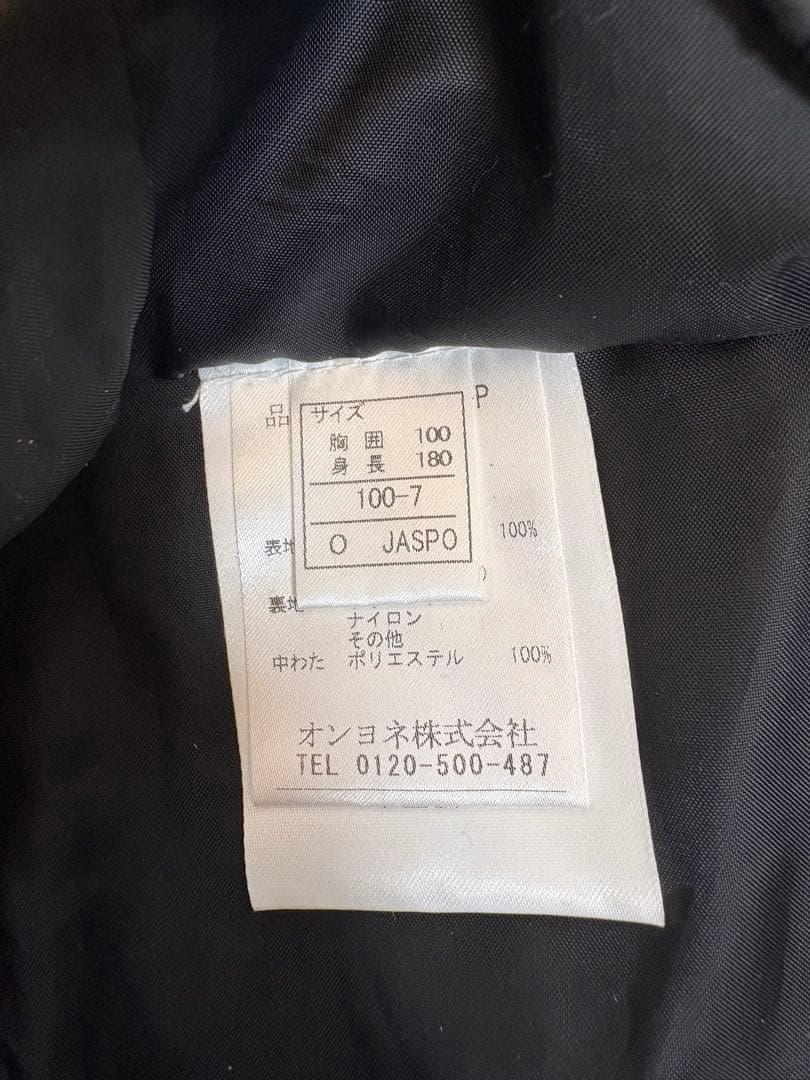 品
P
サイズ
胸 囲 100
身 長 180
100-7
O JASPO
表地 100%
裏地
ナイロン
その他
中わた ポリエステル 100%
オンヨネ株式会社
TEL 0120-500-487